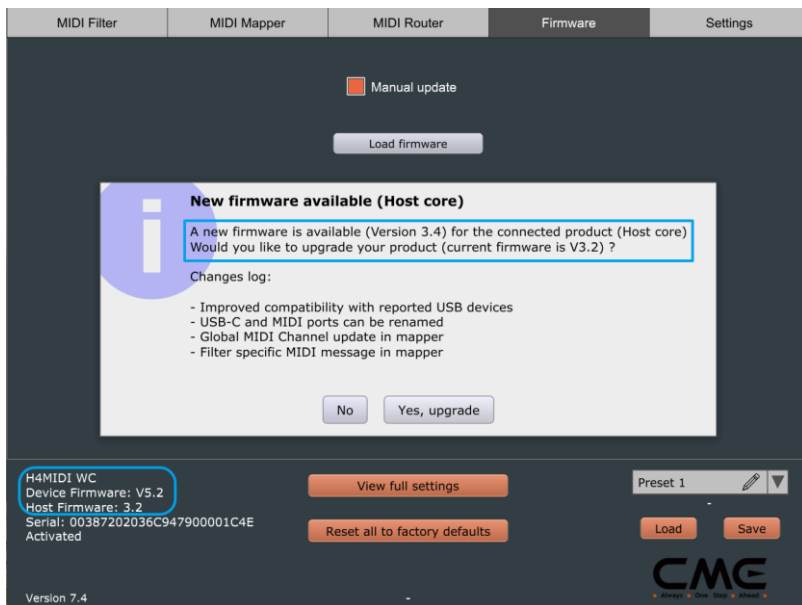 MIDI Filter
MIDI Mapper
MIDI Router
Firmware
Settings
Manual update
Load firmware
New firmware available (Host core)
A new firmware is available (Version 3.4) for the connected product (Host core)
Would you like to upgrade your product (current firmware is V3.2) ?
Changes log:
- Improved compatibility with reported USB devices
- USB-C and MIDI ports can be renamed
- Global MIDI Channel update in mapper
- Filter specific MIDI message in mapper
No
Yes, upgrade
H4MIDI WC
Device Firmware: V5.2
Host Firmware: 3.2
Serial: 00387202036C947900001C4E
Activated
View full settings
Reset all to factory defaults
Preset 1
-
Load
Save
CME
Always One Step Ahead
Version 7.4
-